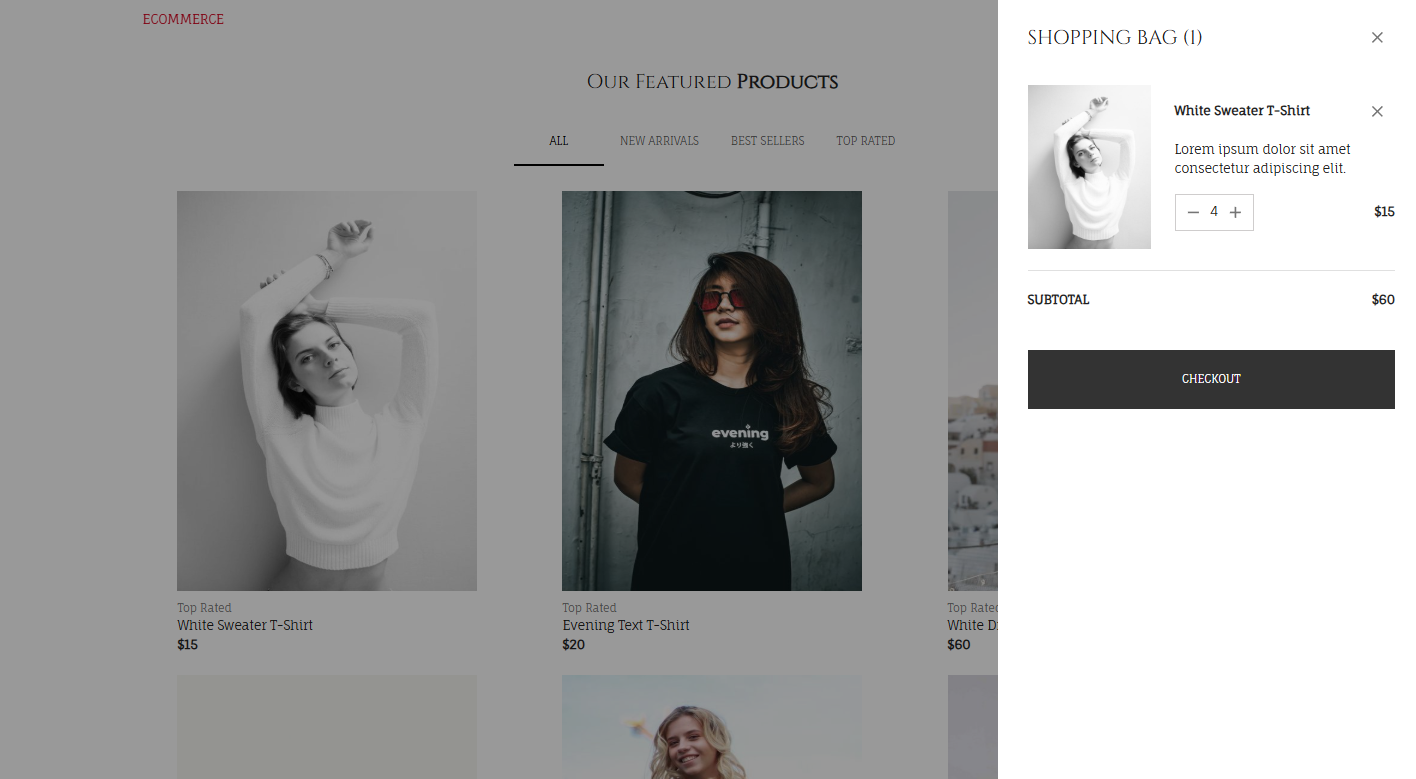 ECOMMERCE
OUR FEATURED PRODUCTS
ALL NEW ARRIVALS BEST SELLERS TOP RATED
evening
より強く
Top Rated
White Sweater T-Shirt
$15
Top Rated
Evening Text T-Shirt
$20
Top Rated
White D
$60
SHOPPING BAG (1)
White Sweater T-Shirt
Lorem ipsum dolor sit amet
consectetur adipiscing elit.
4
$15
SUBTOTAL $60
CHECKOUT